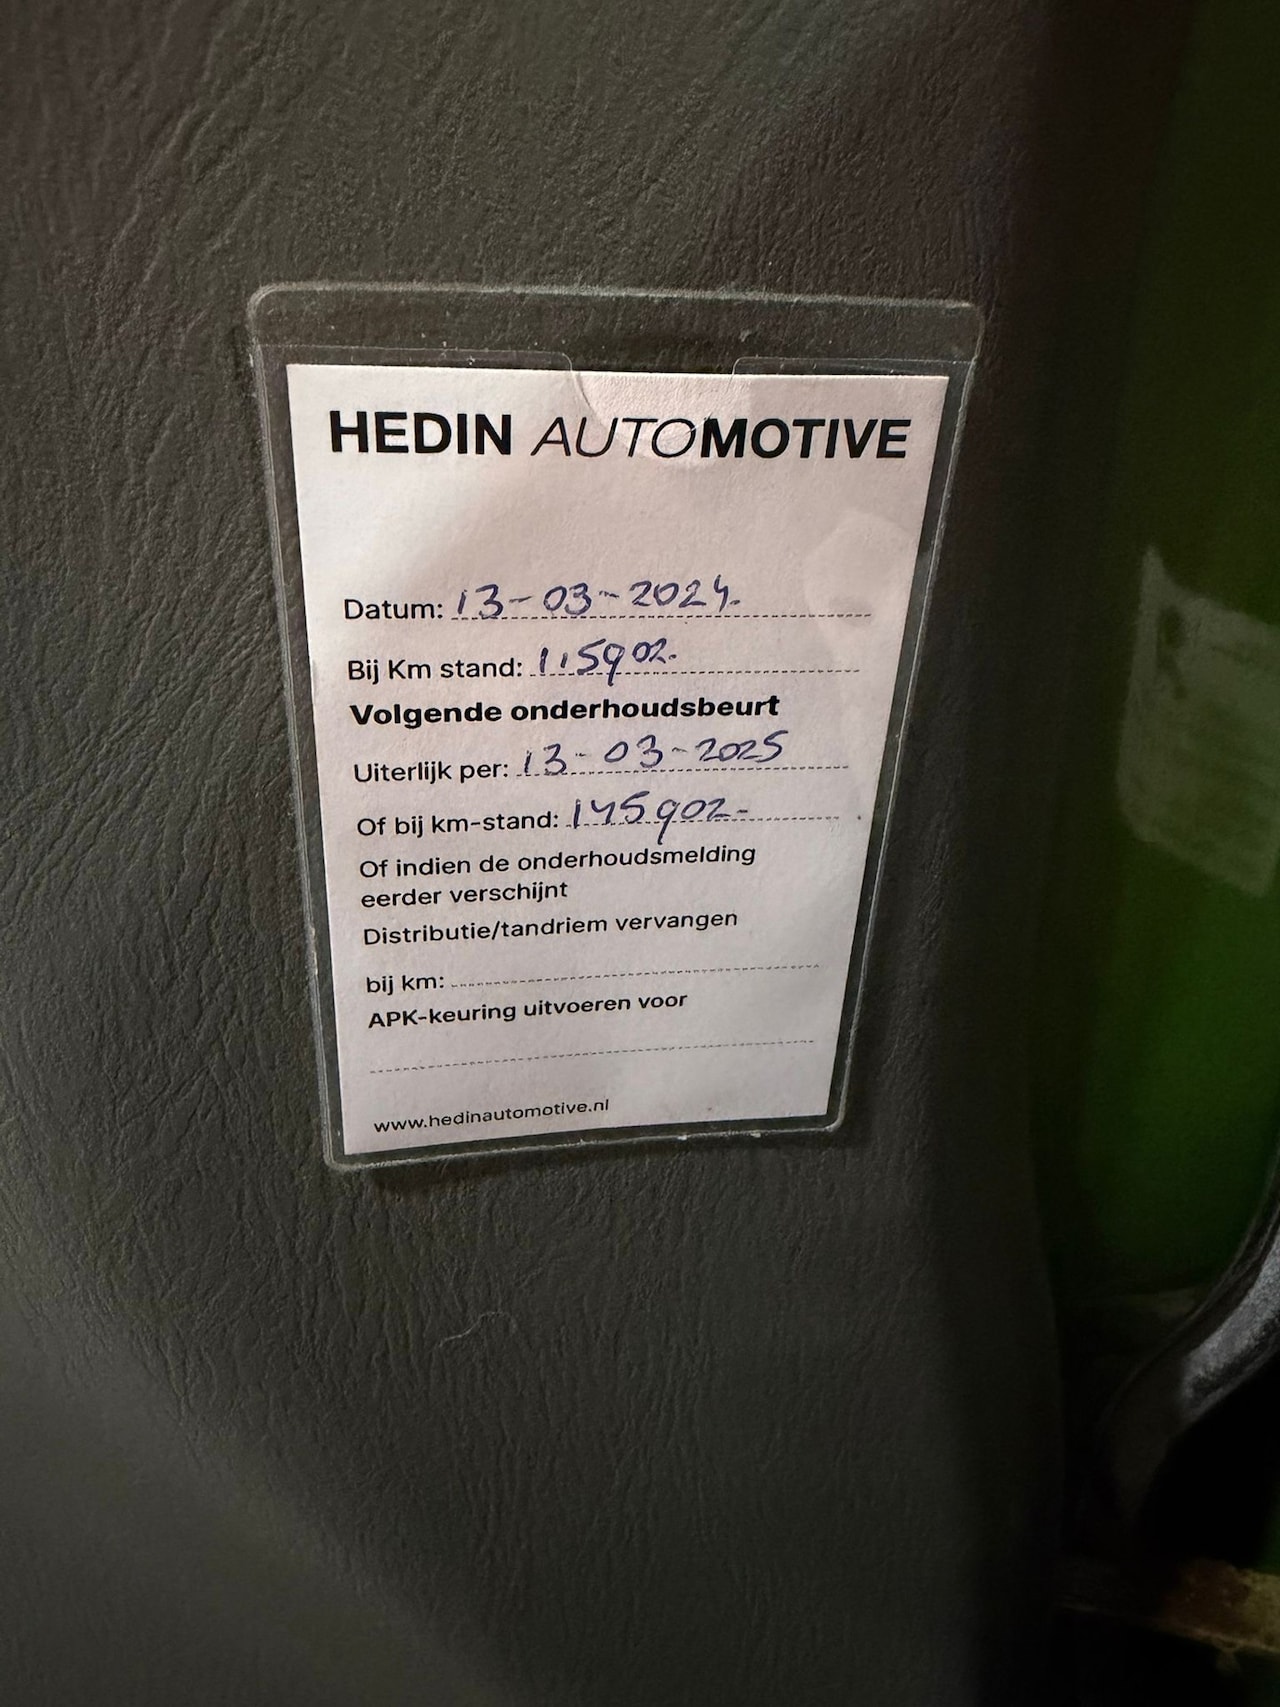 HEDIN AUTOMOTIVE
Datum: 13-03-2024.
Bij Km stand: 115902.
Volgende onderhoudsbeurt
Uiterlijk per: 13-03-2025
Of bij km-stand: 145902-
Of indien de onderhoudsmelding
eerder verschijnt
Distributie/tandriem vervangen
bij km:
APK-keuring uitvoeren voor
www.hedinautomotive.nl